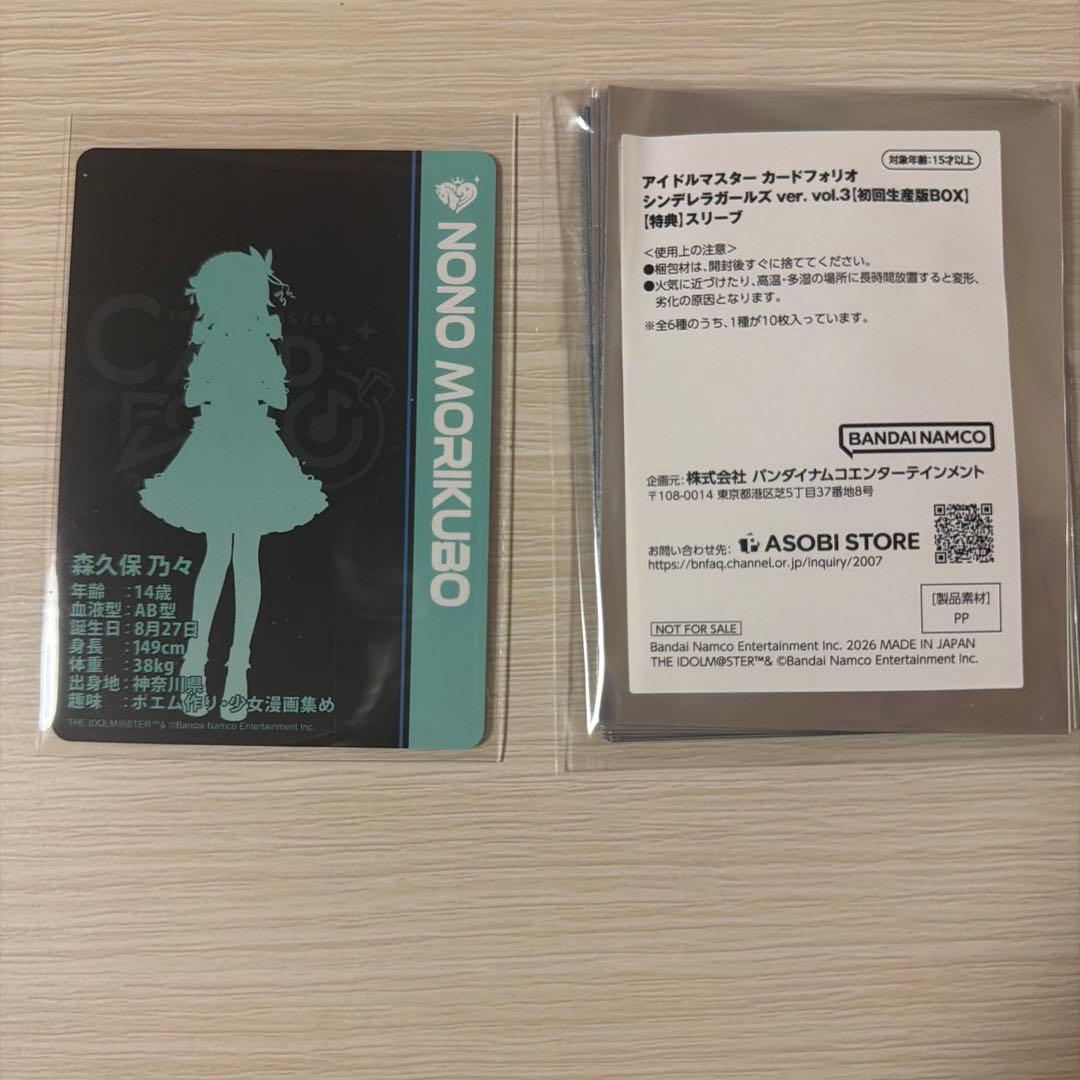 NONO MORIKUBO
森久保 乃々
年齢 :14歳
血液型:AB型
誕生日:8月27日
身長 :149cm
体重 :38kg
出身地:神奈川県
趣味 :ポエム作り・少女漫画集め
THE IDOLM@STER™& ©Bandai Namco Entertainment Inc.
対象年齢:15才以上
アイドルマスター カードフォリオ
シンデレラガールズ ver. vol.3【初回生産版BOX】
【特典】スリーブ
<使用上の注意>
●梱包材は、開封後すぐに捨ててください。
●火気に近づけたり、高温・多湿の場所に長時間放置すると変形、
劣化の原因となります。
※全6種のうち、1種が10枚入っています。
BANDAI NAMCO
企画元:株式会社 バンダイナムコエンターテインメント
〒108-0014 東京都港区芝5丁目37番地8号
お問い合わせ先: ASOBI STORE
https://bnfaq.channel.or.jp/inquiry/2007
[製品素材]
PP
NOT FOR SALE
Bandai Namco Entertainment Inc. 2026 MADE IN JAPAN
THE IDOLM@STER™& ©Bandai Namco Entertainment Inc.